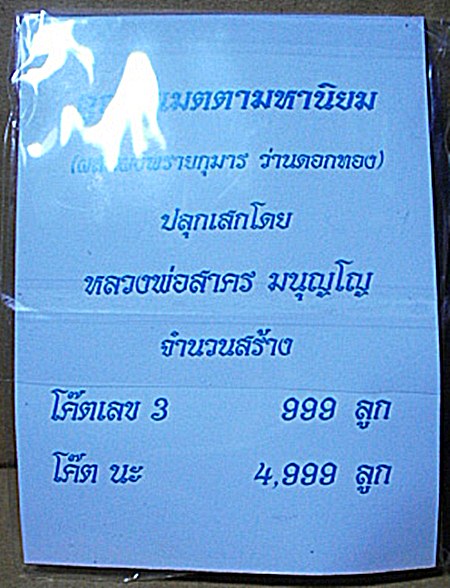 เมตตามหานิยม
พรายกุมาร ว่านดอกทอง)
ปลุกเสกโดย
หลวงพ่อสาคร มนุญโญ
จำนวนสร้าง
โค๊ตเลข 3 999 ลูก
โค๊ต นะ 4,999 ลูก